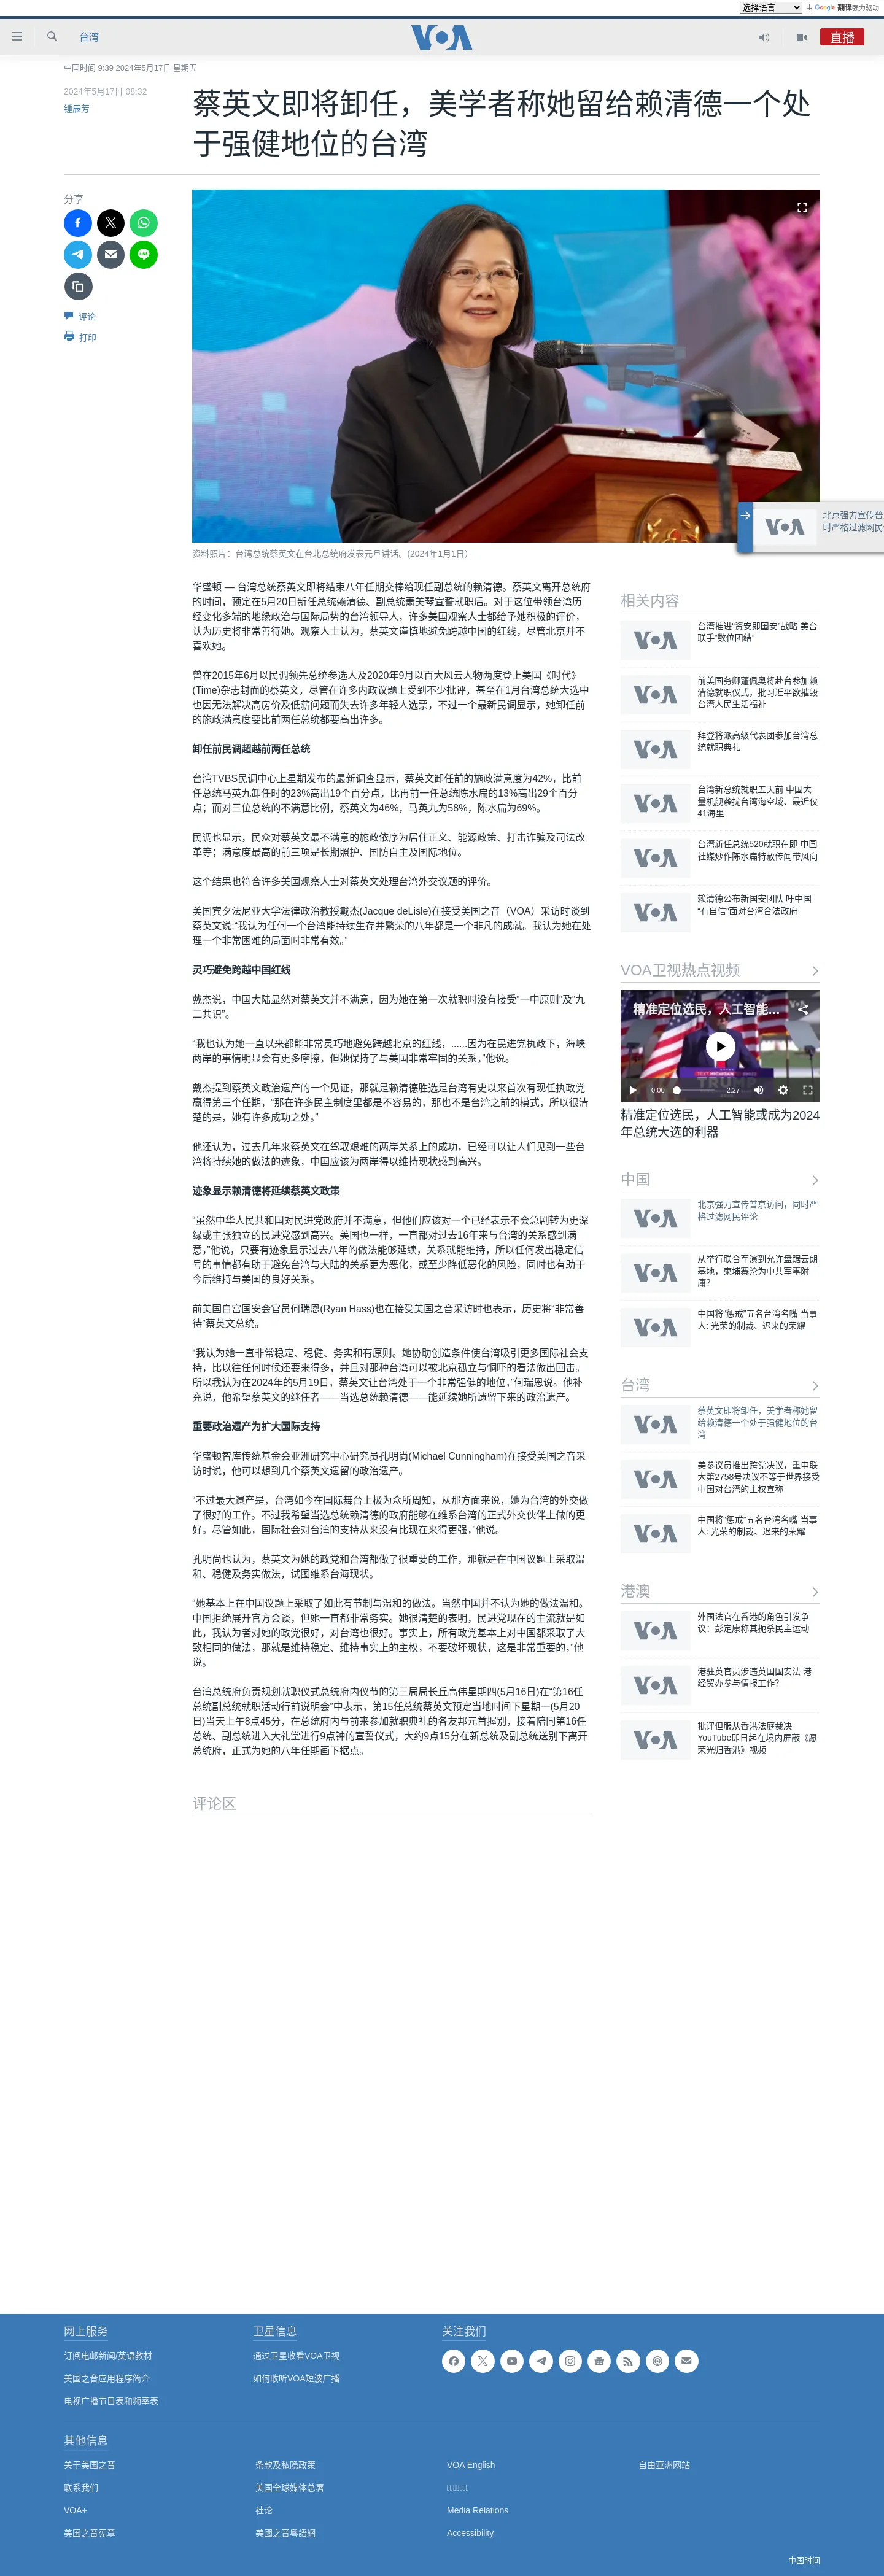 选择语言 由 Google 翻译强力驱动
台湾
VOA
直播
中国时间 9:39 2024年5月17日 星期五
2024年5月17日 08:32
锺辰芳
蔡英文即将卸任，美学者称她留给赖清德一个处
于强健地位的台湾
分享
评论
打印
资料照片：台湾总统蔡英文在台北总统府发表元旦讲话。(2024年1月1日）
VOA
北京强力宣传普
时严格过滤网民
华盛顿 — 台湾总统蔡英文即将结束八年任期交棒给现任副总统的赖清德。蔡英文离开总统府
的时间，预定在5月20日新任总统赖清德、副总统萧美琴宣誓就职后。对于这位带领台湾历
经变化多端的地缘政治与国际局势的台湾领导人，许多美国观察人士都给予她积极的评价，
认为历史将非常善待她。观察人士认为，蔡英文谨慎地避免跨越中国的红线，尽管北京并不
喜欢她。
曾在2015年6月以民调领先总统参选人及2020年9月以百大风云人物两度登上美国《时代》
(Time)杂志封面的蔡英文，尽管在许多内政议题上受到不少批评，甚至在1月台湾总统大选中
也因无法解决高房价及低薪问题而失去许多年轻人选票，不过一个最新民调显示，她卸任前
的施政满意度要比前两任总统都要高出许多。
卸任前民调超越前两任总统
台湾TVBS民调中心上星期发布的最新调查显示，蔡英文卸任前的施政满意度为42%，比前
任总统马英九卸任时的23%高出19个百分点，比再前一任总统陈水扁的13%高出29个百分
点；而对三位总统的不满意比例，蔡英文为46%，马英九为58%，陈水扁为69%。
民调也显示，民众对蔡英文最不满意的施政依序为居住正义、能源政策、打击诈骗及司法改
革等；满意度最高的前三项是长期照护、国防自主及国际地位。
这个结果也符合许多美国观察人士对蔡英文处理台湾外交议题的评价。
美国宾夕法尼亚大学法律政治教授戴杰(Jacque deLisle)在接受美国之音（VOA）采访时谈到
蔡英文说:“我认为任何一个台湾能持续生存并繁荣的八年都是一个非凡的成就。我认为她在处
理一个非常困难的局面时非常有效。”
灵巧避免跨越中国红线
戴杰说，中国大陆显然对蔡英文并不满意，因为她在第一次就职时没有接受“一中原则”及“九
二共识”。
“我也认为她一直以来都能非常灵巧地避免跨越北京的红线，......因为在民进党执政下，海峡
两岸的事情明显会有更多摩擦，但她保持了与美国非常牢固的关系，”他说。
戴杰提到蔡英文政治遗产的一个见证，那就是赖清德胜选是台湾有史以来首次有现任执政党
赢得第三个任期，“那在许多民主制度里都是不容易的，那也不是台湾之前的模式，所以很清
楚的是，她有许多成功之处。”
他还认为，过去几年来蔡英文在驾驭艰难的两岸关系上的成功，已经可以让人们见到一些台
湾将持续她的做法的迹象，中国应该为两岸得以维持现状感到高兴。
迹象显示赖清德将延续蔡英文政策
“虽然中华人民共和国对民进党政府并不满意，但他们应该对一个已经表示不会急剧转为更深
绿或主张独立的民进党感到高兴。美国也一样，一直都对过去16年来与台湾的关系感到满
意，”他说，只要有迹象显示过去八年的做法能够延续，关系就能维持，所以任何发出稳定信
号的事情都有助于避免台湾与大陆的关系更为恶化，或至少降低恶化的风险，同时也有助于
今后维持与美国的良好关系。
前美国白宫国安会官员何瑞恩(Ryan Hass)也在接受美国之音采访时也表示，历史将“非常善
待”蔡英文总统。
“我认为她一直非常稳定、稳健、务实和有原则。她协助创造条件使台湾吸引更多国际社会支
持，比以往任何时候还要来得多，并且对那种台湾可以被北京孤立与恫吓的看法做出回击。
所以我认为在2024年的5月19日，蔡英文让台湾处于一个非常强健的地位，”何瑞恩说。他补
充说，他希望蔡英文的继任者——当选总统赖清德——能延续她所遗留下来的政治遗产。
重要政治遗产为扩大国际支持
华盛顿智库传统基金会亚洲研究中心研究员孔明尚(Michael Cunningham)在接受美国之音采
访时说，他可以想到几个蔡英文遗留的政治遗产。
“不过最大遗产是，台湾如今在国际舞台上极为众所周知，从那方面来说，她为台湾的外交做
了很好的工作。不过我希望当选总统赖清德的政府能够在维系台湾的正式外交伙伴上做的更
好。尽管如此，国际社会对台湾的支持从来没有比现在来得更强，”他说。
孔明尚也认为，蔡英文为她的政党和台湾都做了很重要的工作，那就是在中国议题上采取温
和、稳健及务实做法，试图维系台海现状。
“她基本上在中国议题上采取了如此有节制与温和的做法。当然中国并不认为她的做法温和。
中国拒绝展开官方会谈，但她一直都非常务实。她很清楚的表明，民进党现在的主流就是如
此，我认为者对她的政党很好，对台湾也很好。事实上，所有政党基本上对中国都采取了大
致相同的做法，那就是维持稳定、维持事实上的主权，不要破坏现状，这是非常重要的，”他
说。
台湾总统府负责规划就职仪式总统府内仪节的第三局局长丘高伟星期四(5月16日)在“第16任
总统副总统就职活动行前说明会”中表示，第15任总统蔡英文预定当地时间下星期一(5月20
日)当天上午8点45分，在总统府内与前来参加就职典礼的各友邦元首握别，接着陪同第16任
总统、副总统进入大礼堂进行9点钟的宣誓仪式，大约9点15分在新总统及副总统送别下离开
总统府，正式为她的八年任期画下据点。
评论区
相关内容
VOA
台湾推进“资安即国安”战略 美台
联手“数位团结”
VOA
前美国务卿蓬佩奥将赴台参加赖
清德就职仪式，批习近平欲摧毁
台湾人民生活福祉
VOA
拜登将派高级代表团参加台湾总
统就职典礼
VOA
台湾新总统就职五天前 中国大
量机舰袭扰台湾海空域、最近仅
41海里
VOA
台湾新任总统520就职在即 中国
社媒炒作陈水扁特赦传闻带风向
VOA
赖清德公布新国安团队 吁中国
“有自信”面对台湾合法政府
VOA卫视热点视频
精准定位选民，人工智能...
0:00 2:27
精准定位选民，人工智能或成为2024
年总统大选的利器
中国
VOA
北京强力宣传普京访问，同时严
格过滤网民评论
VOA
从举行联合军演到允许盘踞云朗
基地，柬埔寨沦为中共军事附
庸？
VOA
中国将“惩戒”五名台湾名嘴 当事
人: 光荣的制裁、迟来的荣耀
台湾
VOA
蔡英文即将卸任，美学者称她留
给赖清德一个处于强健地位的台
湾
VOA
美参议员推出跨党决议，重申联
大第2758号决议不等于世界接受
中国对台湾的主权宣称
VOA
中国将“惩戒”五名台湾名嘴 当事
人: 光荣的制裁、迟来的荣耀
港澳
VOA
外国法官在香港的角色引发争
议：彭定康称其扼杀民主运动
VOA
港驻英官员涉违英国国安法 港
经贸办参与情报工作？
VOA
批评但服从香港法庭裁决
YouTube即日起在境内屏蔽《愿
荣光归香港》视频
网上服务
订阅电邮新闻/英语教材
美国之音应用程序简介
电视广播节目表和频率表
卫星信息
通过卫星收看VOA卫视
如何收听VOA短波广播
关注我们
其他信息
关于美国之音
联系我们
VOA+
美国之音宪章
条款及私隐政策
美国全球媒体总署
社论
美國之音粵語網
VOA English
Media Relations
Accessibility
自由亚洲网站
中国时间